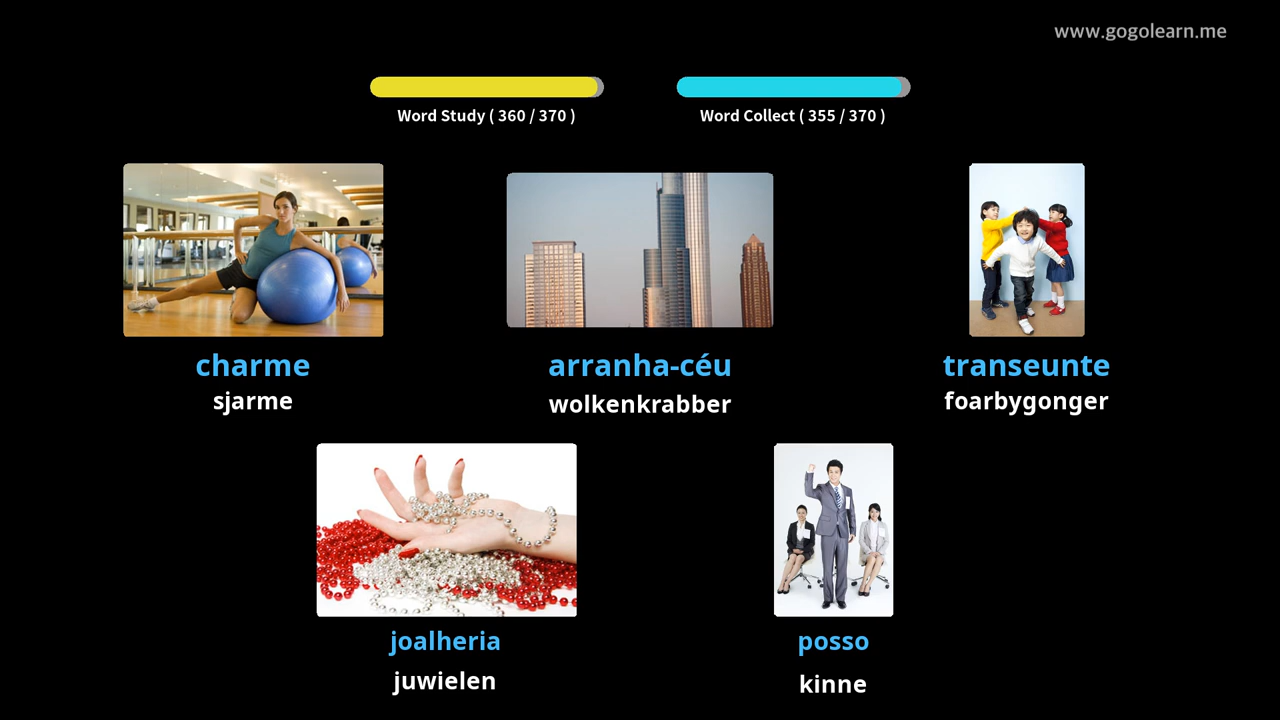 www.gogolearn.me
Word Study ( 360 / 370 )
Word Collect ( 355 / 370 )
charme
sjarme
arranha-céu
wolkenkrabber
transeunte
foarbygonger
joalheria
juwielen
posso
kinne